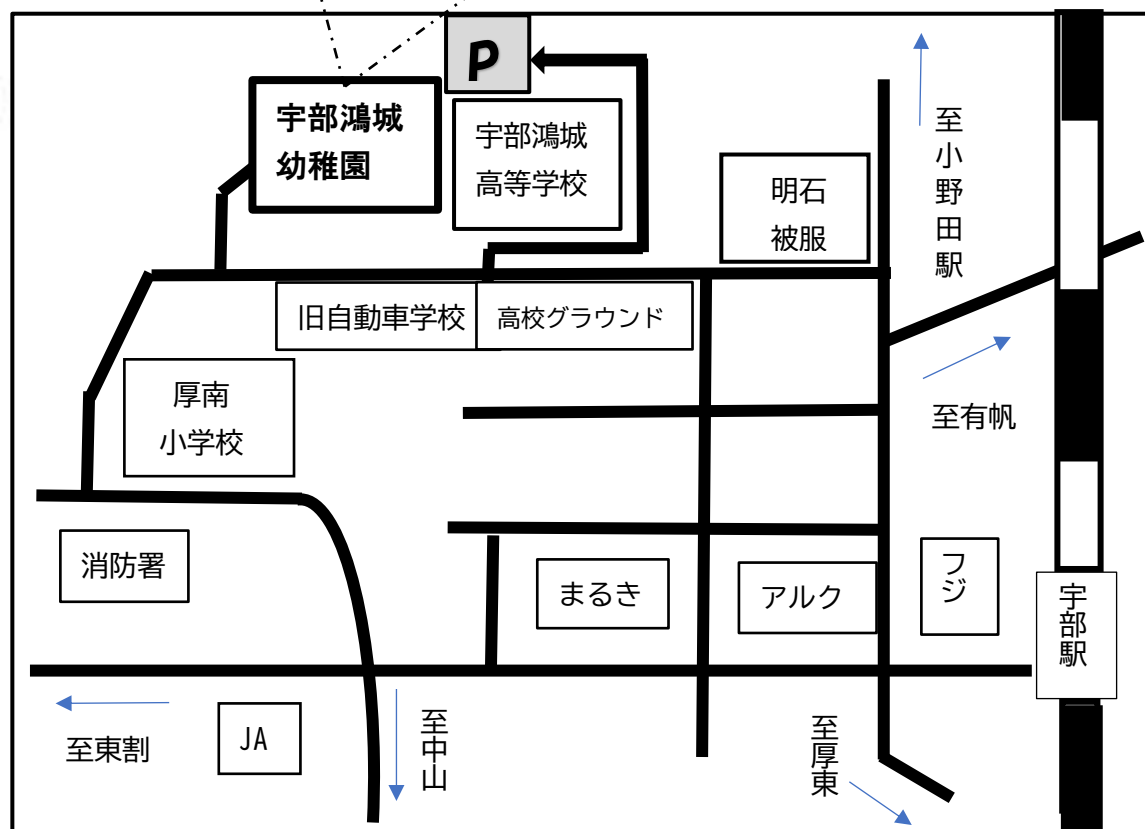 P
宇部鴻城
幼稚園
宇部鴻城
高等学校
明石
被服
至小野田駅
旧自動車学校
高校グラウンド
厚南
小学校
至有帆
消防署
まるき
アルク
フジ
宇部駅
至東割
JA
至中山
至厚東